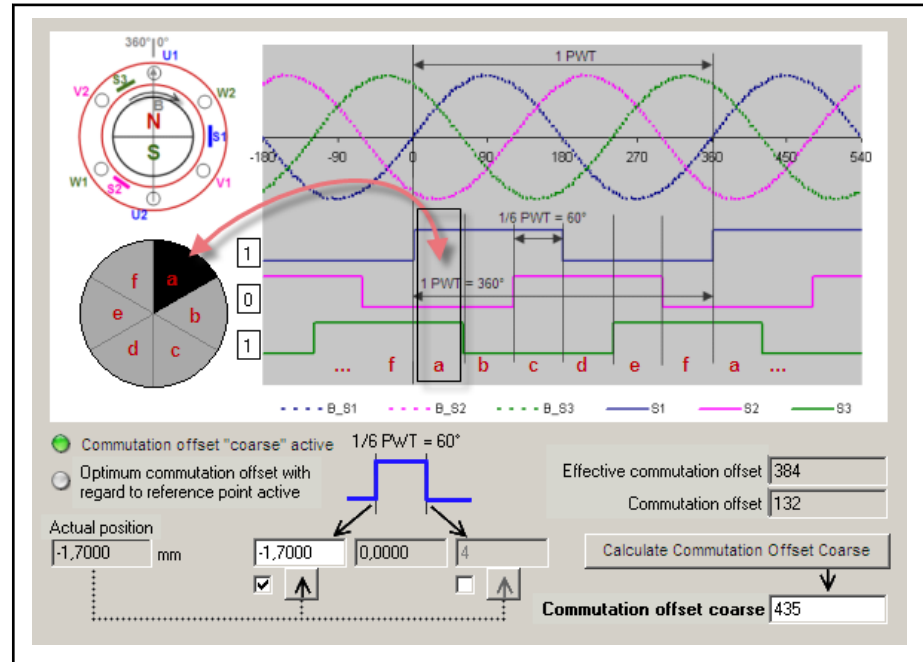 360° 0°
U1
1 PWT
S3
V2
W2
B
N
S1
S
-180 -90 0 90 180 270 360 450 540
W1
S2
V1
U2
1/6 PWT = 60°
1
f a
0
1 PWT = 360°
e b
1
d c
... f a b c d e f a ...
B_S1 B_S2 B_S3 S1 S2 S3
Commutation offset "coarse" active
1/6 PWT = 60°
Optimum commutation offset with
regard to reference point active
Effective commutation offset 384
Commutation offset 132
Actual position
-1,7000 mm -1,7000 0,0000 4
Calculate Commutation Offset Coarse
Commutation offset coarse 435